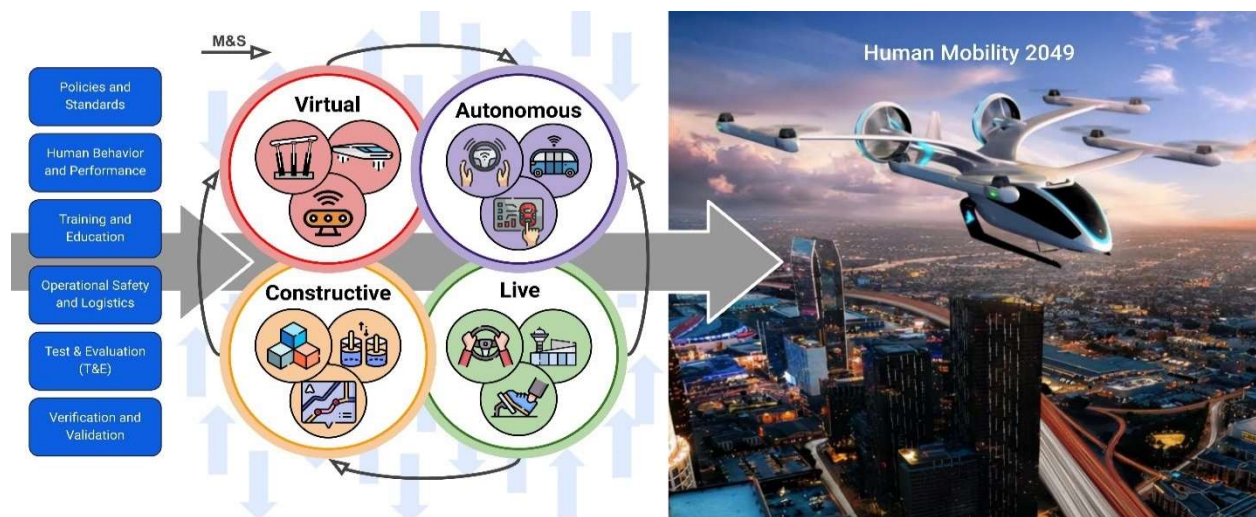 M&S
Policies and
Standards
Human Behavior
and Performance
Training and
Education
Operational Safety
and Logistics
Test & Evaluation
(T&E)
Verification and
Validation
Virtual
Autonomous
Constructive
Live
Human Mobility 2049